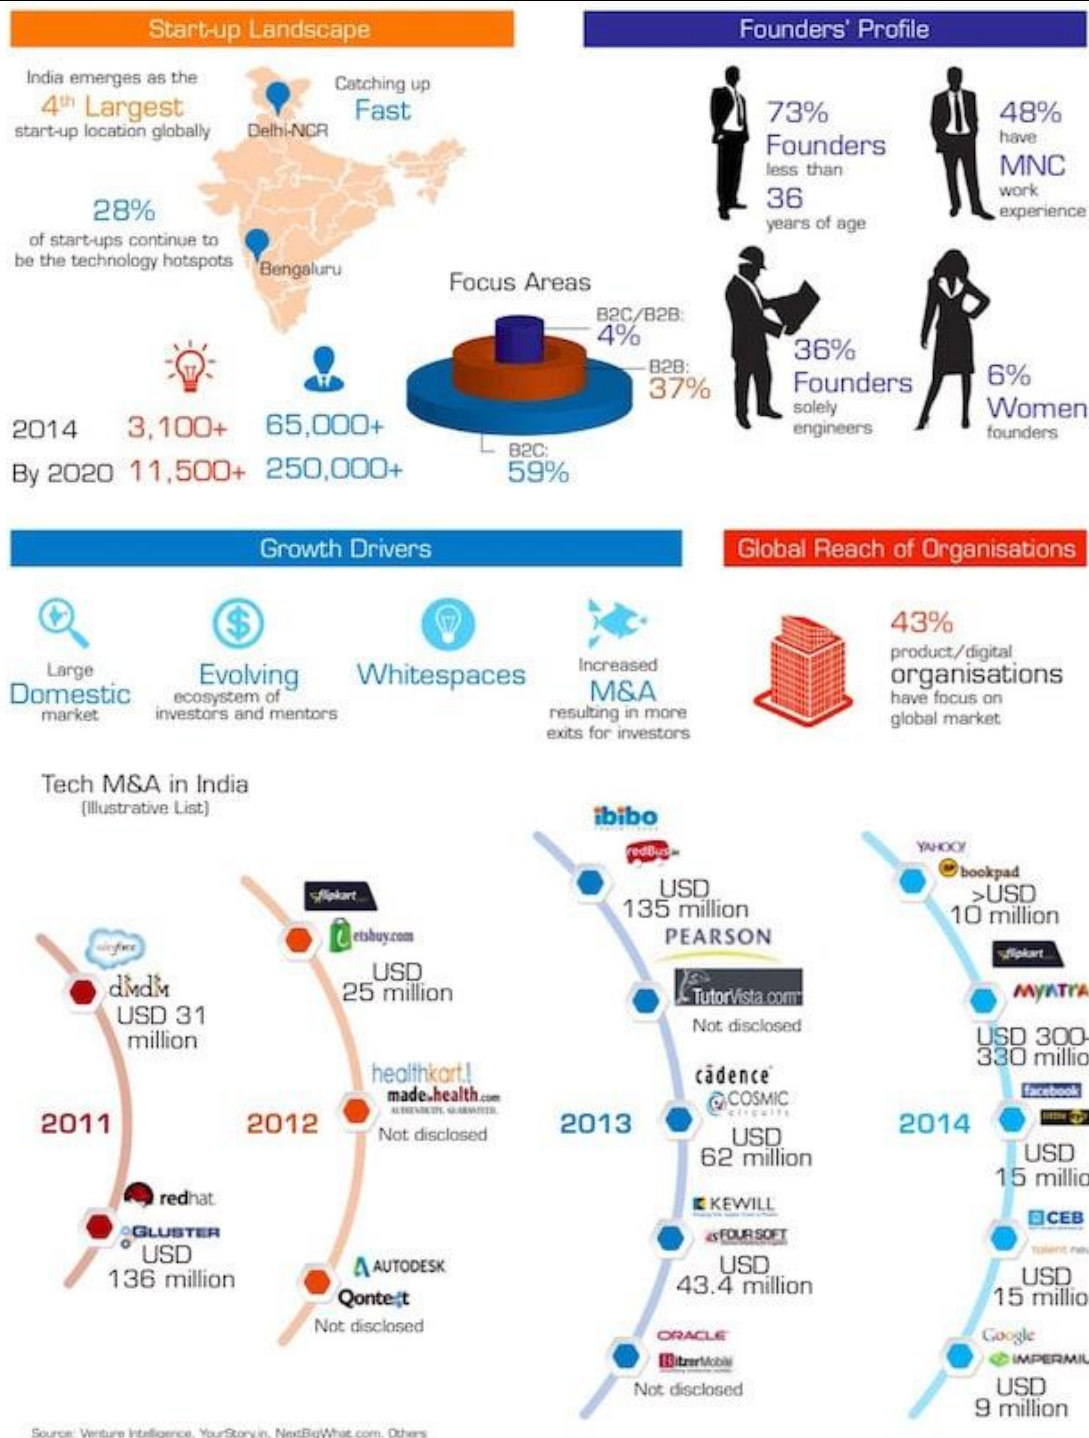 Start-up Landscape
India emerges as the
4th Largest
start-up location globally
Catching up
Fast
Delhi-NCR
28%
of start-ups continue to
be the technology hotspots
Bengaluru
2014 3,100+ 65,000+
By 2020 11,500+ 250,000+
Focus Areas
B2C/B2B:
4%
B2B:
37%
B2C:
59%
Founders' Profile
73%
Founders
less than
36
years of age
48%
have
MNC
work
experience
36%
Founders
solely
engineers
6%
Women
founders
Growth Drivers
Large
Domestic
market
Evolving
ecosystem of
investors and mentors
Whitespaces
Increased
M&A
resulting in more
exits for investors
Global Reach of Organisations
43%
product/digital
organisations
have focus on
global market
Tech M&A in India
(Illustrative List)
2011
dimdim
USD 31
million
redhat.
GLUSTER
USD
136 million
2012
flipkart
etsbuy.com
USD
25 million
healthkart
made health.com
Not disclosed
AUTODESK
Qontext
Not disclosed
2013
ibibo
redBus.in
USD
135 million
PEARSON
TutorVista.com
Not disclosed
cādence
COSMIC
circuits
USD
62 million
KEWILL
FOUR SOFT
USD
43.4 million
ORACLE
BitzerMobile
Not disclosed
2014
YAHOO!
bookpad
>USD
10 million
flipkart
Myntra
USD 300-
330 millio
facebook
USD
15 millio
CEB
talent neu
USD
15 millio
Google
IMPERMIU
USD
9 million
Source: Venture Intelligence, YourStory.in, NextBigWhat.com, Others